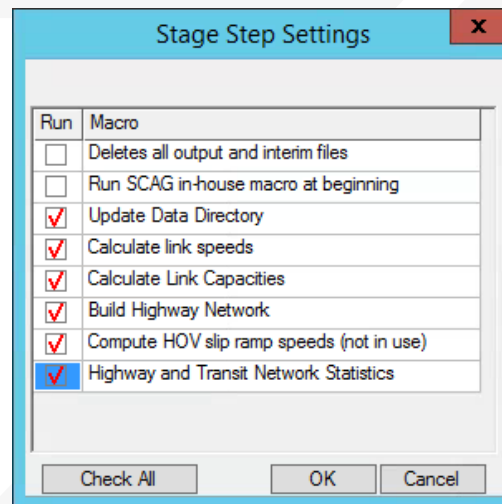 Stage Step Settings
x
Run Macro
Deletes all output and interim files
Run SCAG in-house macro at beginning
Update Data Directory
Calculate link speeds
Calculate Link Capacities
Build Highway Network
Compute HOV slip ramp speeds (not in use)
Highway and Transit Network Statistics
Check All OK Cancel